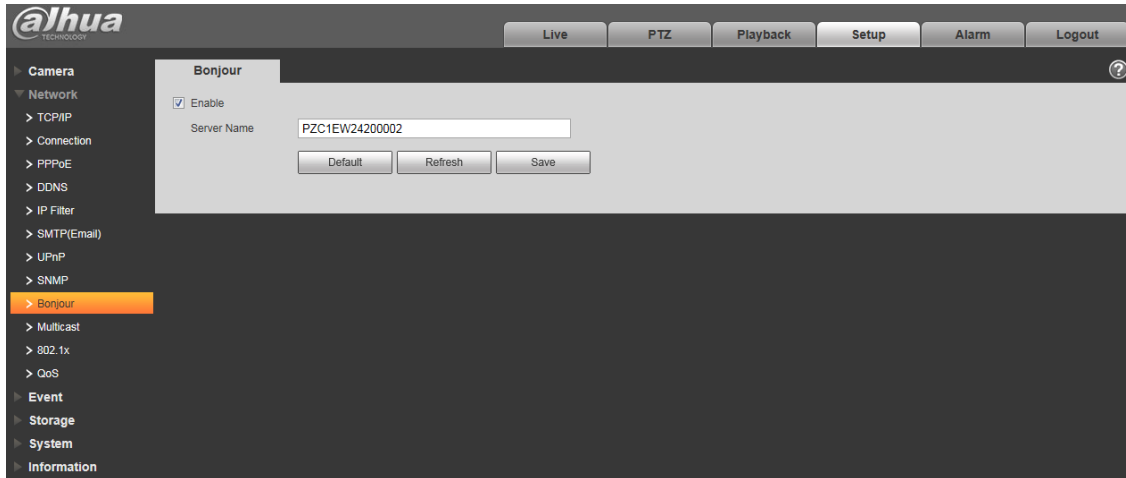 alhua
TECHNOLOGY
Live PTZ Playback Setup Alarm Logout
Camera
Network
> TCP/IP
> Connection
> PPPoE
> DDNS
> IP Filter
> SMTP(Email)
> UPnP
> SNMP
> Bonjour
> Multicast
> 802.1x
> QoS
Event
Storage
System
Information
Bonjour
?
Enable
Server Name PZC1EW24200002
Default Refresh Save